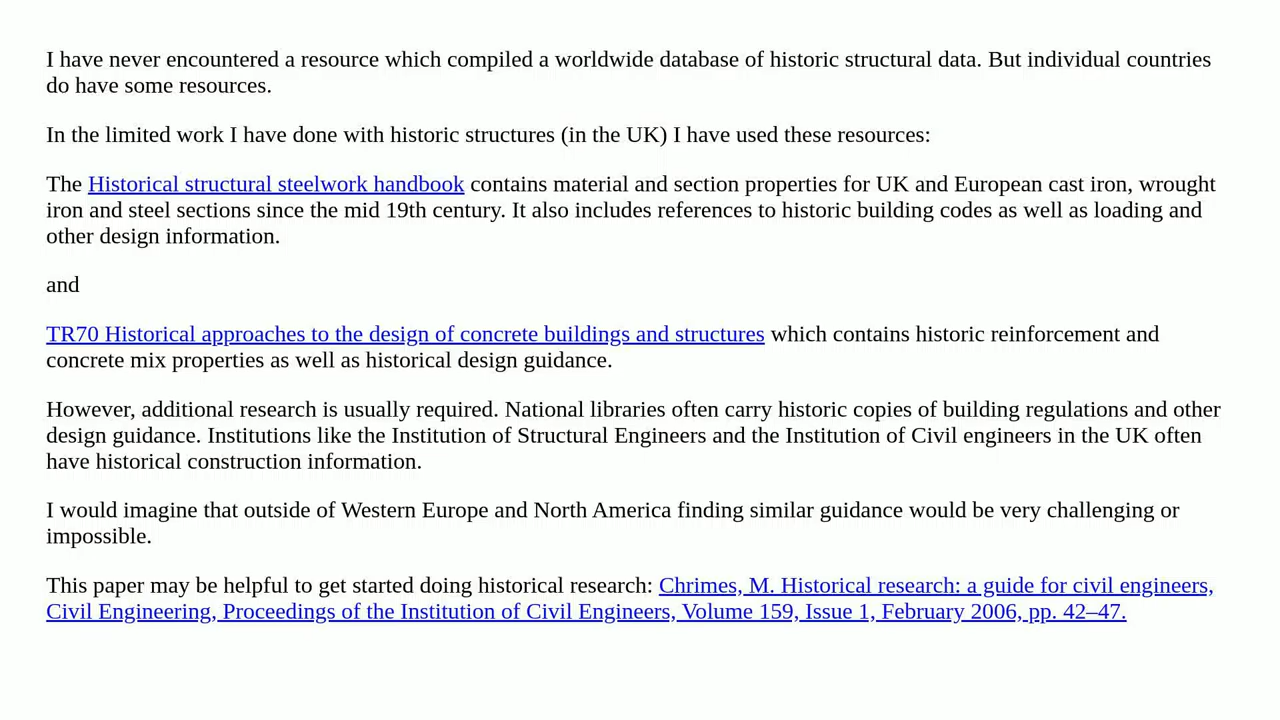 I have never encountered a resource which compiled a worldwide database of historic structural data. But individual countries
do have some resources.
In the limited work I have done with historic structures (in the UK) I have used these resources:
The Historical structural steelwork handbook contains material and section properties for UK and European cast iron, wrought
iron and steel sections since the mid 19th century. It also includes references to historic building codes as well as loading and
other design information.
and
TR70 Historical approaches to the design of concrete buildings and structures which contains historic reinforcement and
concrete mix properties as well as historical design guidance.
However, additional research is usually required. National libraries often carry historic copies of building regulations and other
design guidance. Institutions like the Institution of Structural Engineers and the Institution of Civil engineers in the UK often
have historical construction information.
I would imagine that outside of Western Europe and North America finding similar guidance would be very challenging or
impossible.
This paper may be helpful to get started doing historical research: Chrimes, M. Historical research: a guide for civil engineers,
Civil Engineering, Proceedings of the Institution of Civil Engineers, Volume 159, Issue 1, February 2006, pp. 42–47.